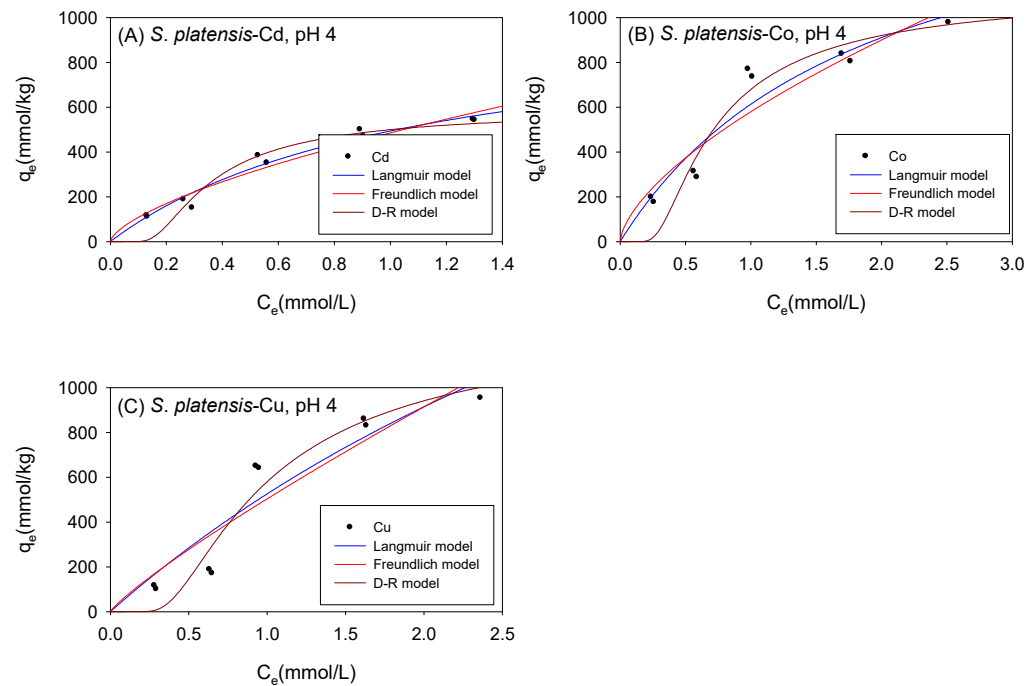 (A) S. platensis-Cd, pH 4
1000
800
600
400
200
0
qe(mmol/kg)
0.0 0.2 0.4 0.6 0.8 1.0 1.2 1.4
Ce(mmol/L)
Cd
Langmuir model
Freundlich model
D-R model
(B) S. platensis-Co, pH 4
1000
800
600
400
200
0
qe(mmol/kg)
0.0 0.5 1.0 1.5 2.0 2.5 3.0
Ce(mmol/L)
Co
Langmuir model
Freundlich model
D-R model
(C) S. platensis-Cu, pH 4
1000
800
600
400
200
0
qe(mmol/kg)
0.0 0.5 1.0 1.5 2.0 2.5
Ce(mmol/L)
Cu
Langmuir model
Freundlich model
D-R model